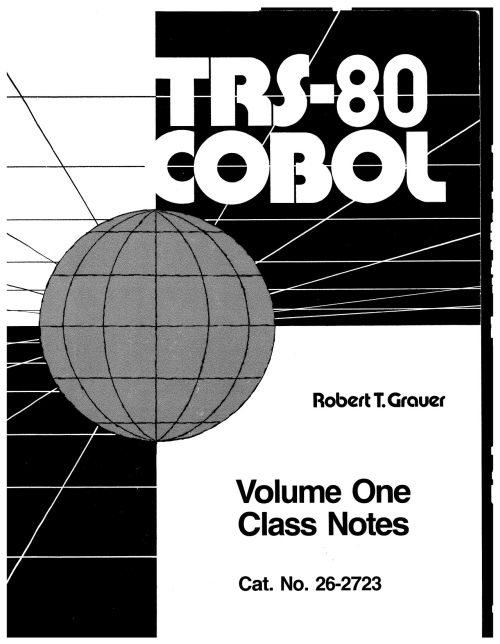 TRS-80
COBOL
Robert T. Grauer
Volume One
Class Notes
Cat. No. 26-2723